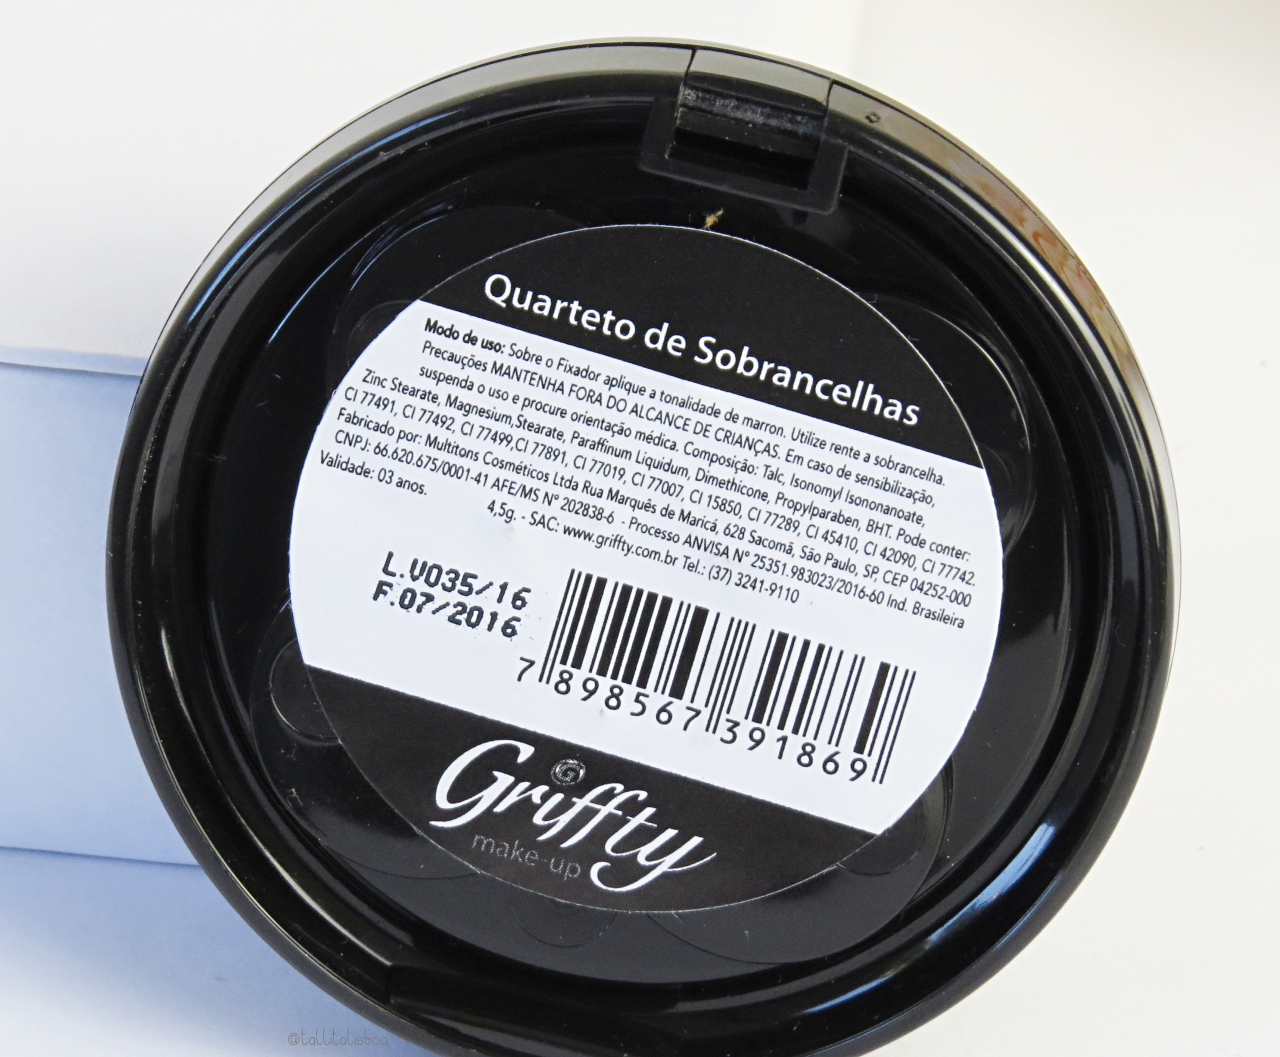 Quarteto de Sobrancelhas
Modo de uso: Sobre o Fixador aplique a tonalidade de marron. Utilize rente a sobrancelha.
Precauções MANTENHA FORA DO ALCANCE DE CRIANÇAS. Em caso de sensibilização,
suspenda o uso e procure orientação médica. Composição: Talc, Isonomyl Isononanoate,
Zinc Stearate, Magnesium,Stearate, Paraffinum Liquidum, Dimethicone, Propylparaben, BHT. Pode conter:
CI 77491, CI 77492, CI 77499,CI 77891, CI 77019, CI 77007, CI 15850, CI 77289, CI 45410, CI 42090, CI 77742.
Fabricado por: Multitons Cosméticos Ltda Rua Marquês de Maricá, 628 Sacomã, São Paulo, SP, CEP 04252-000
CNPJ: 66.620.675/0001-41 AFE/MS Nº 202838-6 - Processo ANVISA Nº 25351.983023/2016-60 Ind. Brasileira
Validade: 03 anos.
4,5g. - SAC: www.griffty.com.br Tel.: (37) 3241-9110
L.V035/16
F.07/2016
7 898567 391869
G
Griffty
make-up
@tallitalisboa